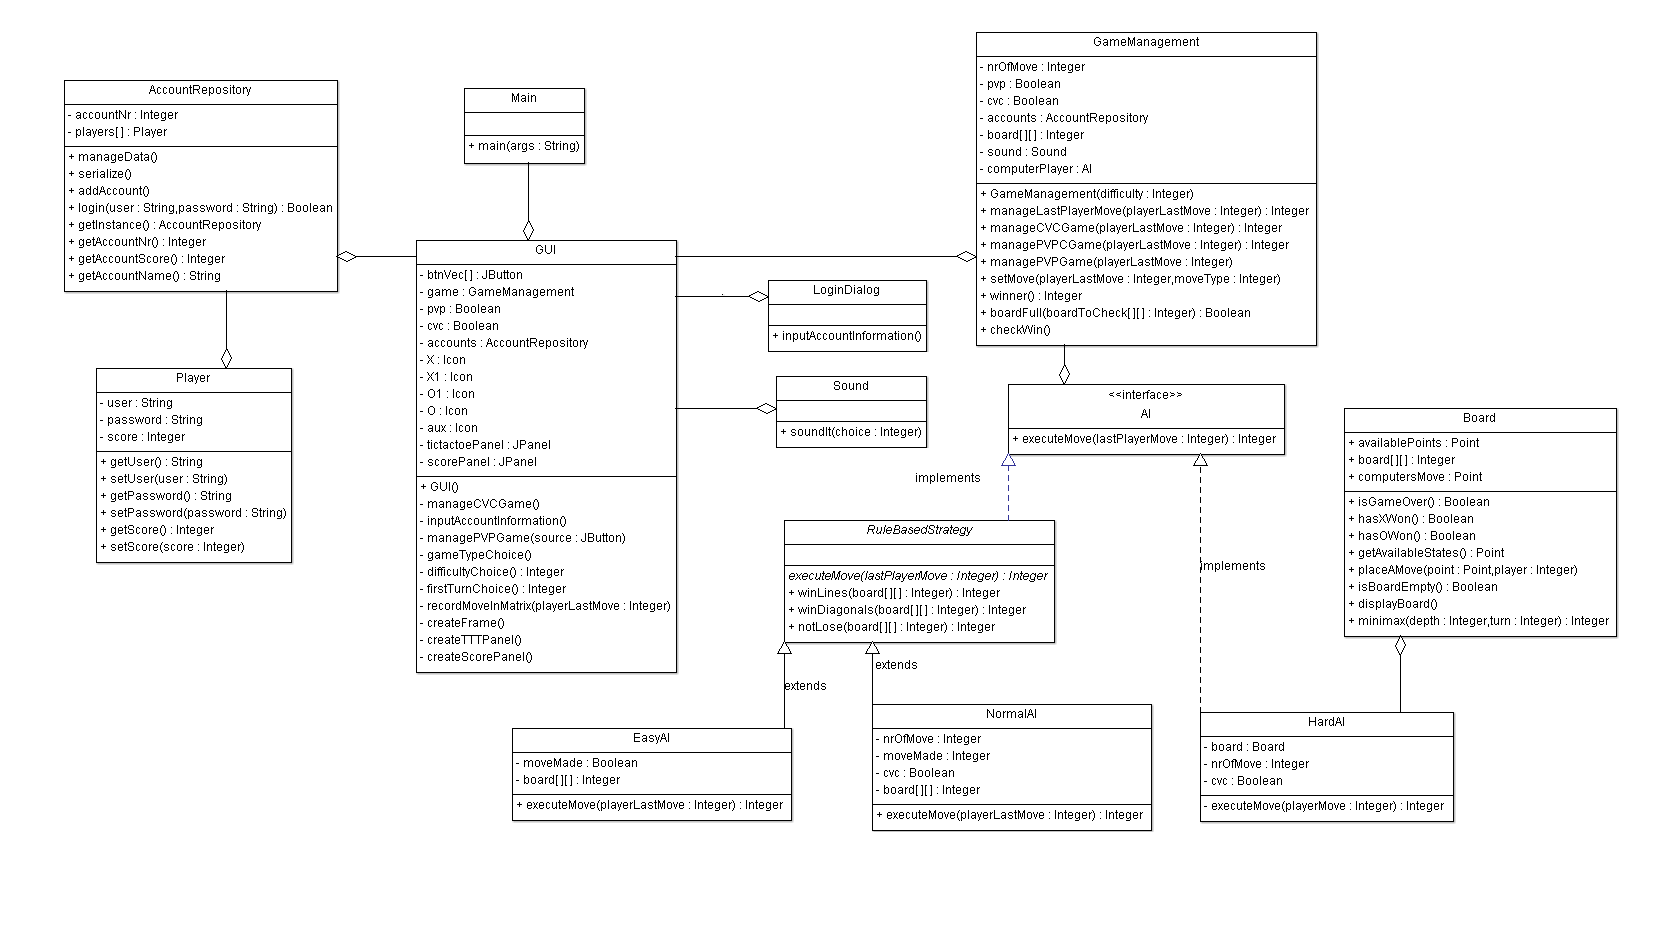 AccountRepository
- accountNr : Integer
- players[ ] : Player
+ manageData()
+ serialize()
+ addAccount()
+ login(user : String,password : String) : Boolean
+ getInstance() : AccountRepository
+ getAccountNr() : Integer
+ getAccountScore() : Integer
+ getAccountName() : String
Player
- user : String
- password : String
- score : Integer
+ getUser() : String
+ setUser(user : String)
+ getPassword() : String
+ setPassword(password : String)
+ getScore() : Integer
+ setScore(score : Integer)
Main
+ main(args : String)
GUI
- btnVec[ ] : JButton
- game : GameManagement
- pvp : Boolean
- cvc : Boolean
- accounts : AccountRepository
- X : Icon
- X1 : Icon
- O1 : Icon
- O : Icon
- aux : Icon
- tictactoePanel : JPanel
- scorePanel : JPanel
+ GUI()
- manageCVCGame()
- inputAccountInformation()
- managePVPGame(source : JButton)
- gameTypeChoice()
- difficultyChoice() : Integer
- firstTurnChoice() : Integer
- recordMoveInMatrix(playerLastMove : Integer)
- createFrame()
- createTTTPanel()
- createScorePanel()
LoginDialog
+ inputAccountInformation()
Sound
+ soundIt(choice : Integer)
GameManagement
- nrOfMove : Integer
- pvp : Boolean
- cvc : Boolean
- accounts : AccountRepository
- board[ ][ ] : Integer
- sound : Sound
- computerPlayer : AI
+ GameManagement(difficulty : Integer)
+ manageLastPlayerMove(playerLastMove : Integer) : Integer
+ manageCVCGame(playerLastMove : Integer) : Integer
+ managePVPCGame(playerLastMove : Integer) : Integer
+ managePVPGame(playerLastMove : Integer)
+ setMove(playerLastMove : Integer,moveType : Integer)
+ winner() : Integer
+ boardFull(boardToCheck[ ][ ] : Integer) : Boolean
+ checkWin()
<<interface>>
AI
+ executeMove(lastPlayerMove : Integer) : Integer
implements
implements
RuleBasedStrategy
executeMove(lastPlayerMove : Integer) : Integer
+ winLines(board[ ][ ] : Integer) : Integer
+ winDiagonals(board[ ][ ] : Integer) : Integer
+ notLose(board[ ][ ] : Integer) : Integer
extends
extends
EasyAI
- moveMade : Boolean
- board[ ][ ] : Integer
+ executeMove(playerLastMove : Integer) : Integer
NormalAI
- nrOfMove : Integer
- moveMade : Integer
- cvc : Boolean
- board[ ][ ] : Integer
+ executeMove(playerLastMove : Integer) : Integer
Board
+ availablePoints : Point
+ board[ ][ ] : Integer
+ computersMove : Point
+ isGameOver() : Boolean
+ hasXWon() : Boolean
+ hasOWon() : Boolean
+ getAvailableStates() : Point
+ placeAMove(point : Point,player : Integer)
+ isBoardEmpty() : Boolean
+ displayBoard()
+ minimax(depth : Integer,turn : Integer) : Integer
HardAI
- board : Board
- nrOfMove : Integer
- cvc : Boolean
- executeMove(playerMove : Integer) : Integer